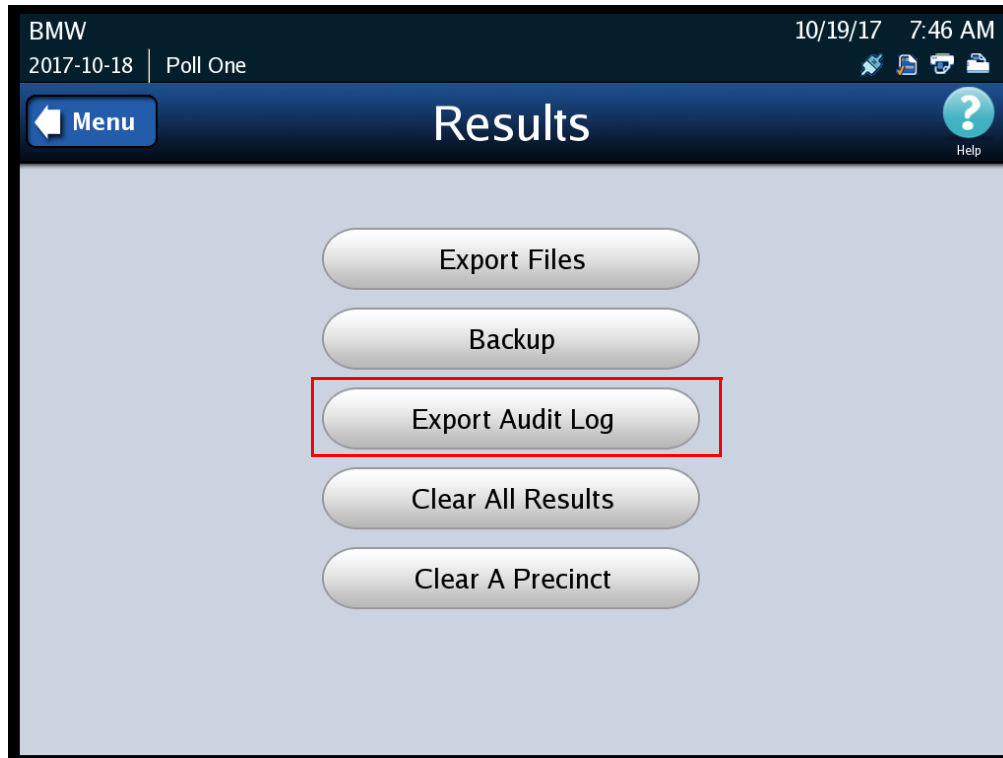 BMW 10/19/17 7:46 AM
2017-10-18 Poll One
Menu Results ?
Help
Export Files
Backup
Export Audit Log
Clear All Results
Clear A Precinct